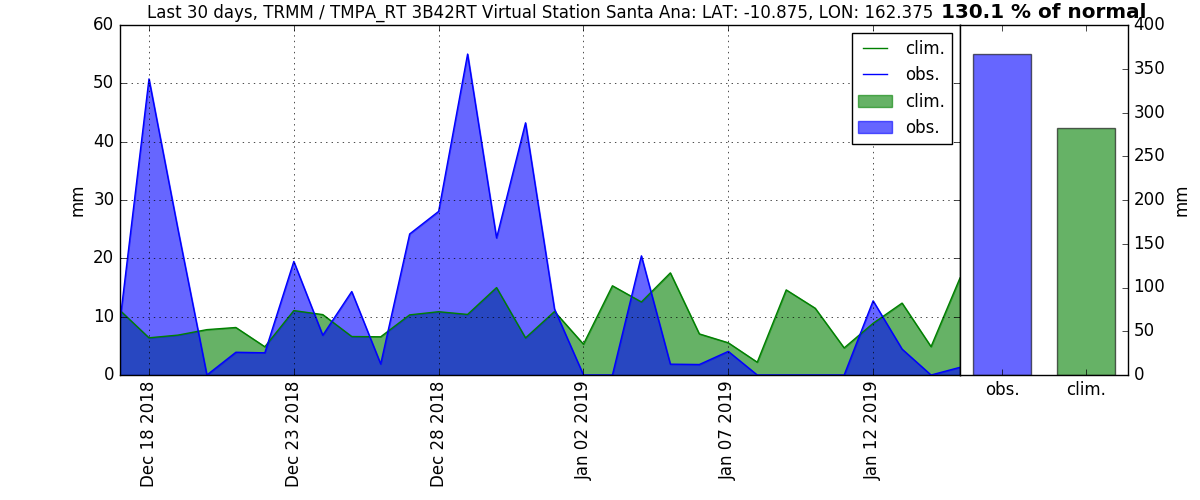 Last 30 days, TRMM / TMPA_RT 3B42RT Virtual Station Santa Ana: LAT: -10.875, LON: 162.375 130.1 % of normal
60
50
40
30
20
10
0
mm
clim.
obs.
clim.
obs.
Dec 18 2018
Dec 23 2018
Dec 28 2018
Jan 02 2019
Jan 07 2019
Jan 12 2019
400
350
300
250
200
150
100
50
0
mm
obs. clim.